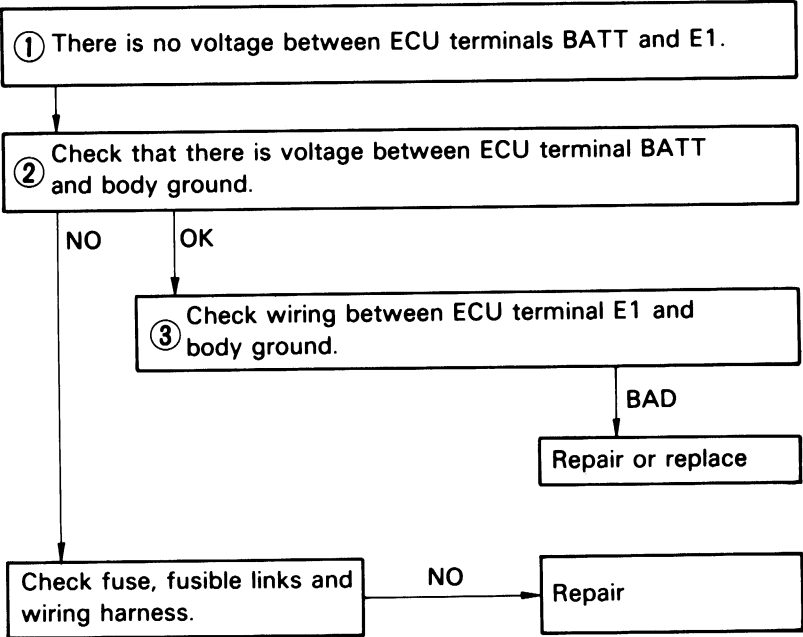 ① There is no voltage between ECU terminals BATT and E1.
② Check that there is voltage between ECU terminal BATT
and body ground.
NO
OK
③ Check wiring between ECU terminal E1 and
body ground.
BAD
Repair or replace
Check fuse, fusible links and
wiring harness.
NO
Repair